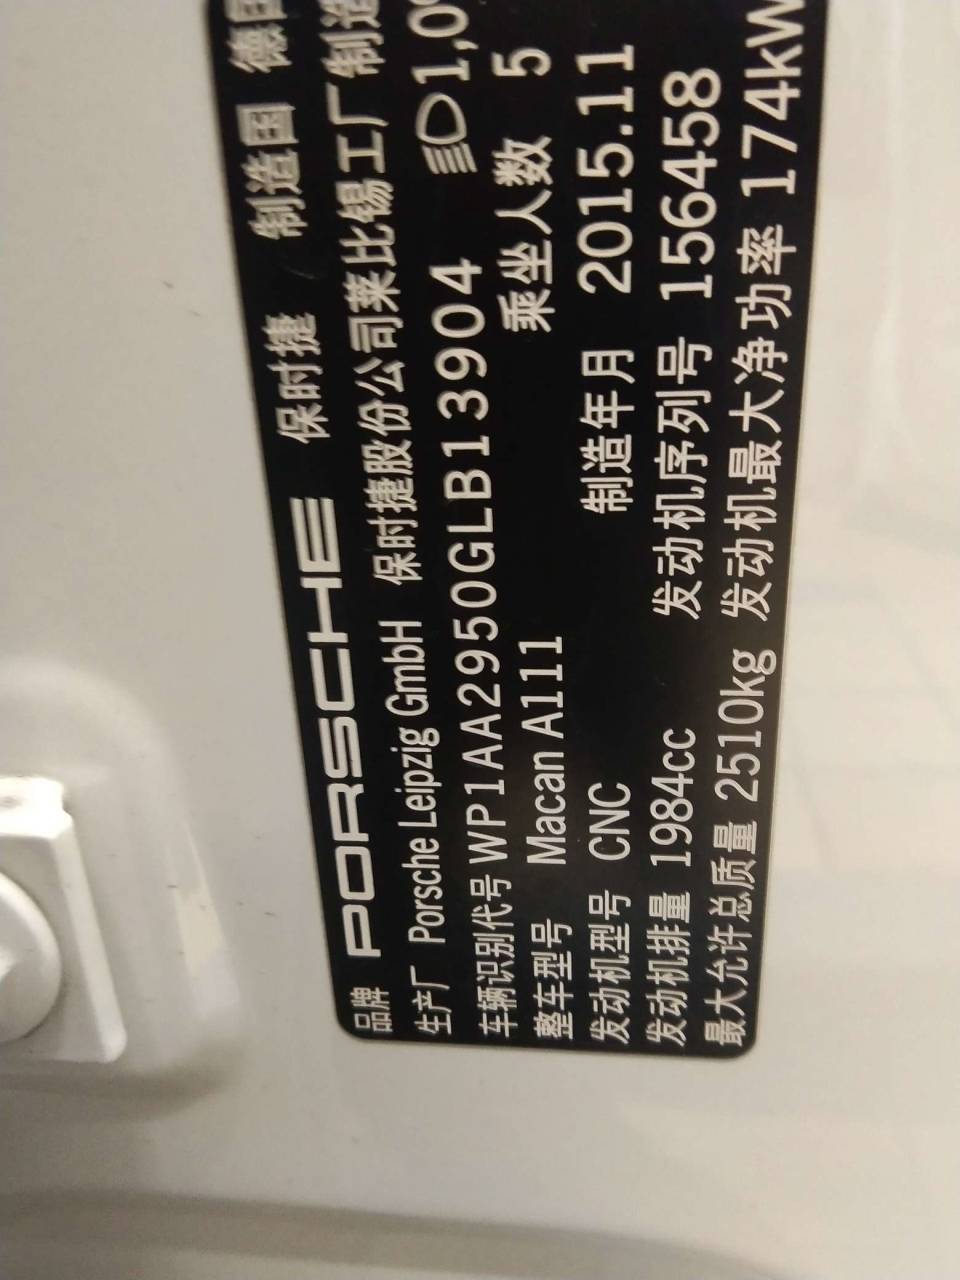 品牌 PORSCHE 保时捷 制造国 德国
生产厂 Porsche Leipzig GmbH 保时捷股份公司莱比锡工厂制造
车辆识别代号 WP1AA2950GLB13904 1,0
整车型号 Macan A111 乘坐人数 5
发动机型号 CNC 制造年月 2015.11
发动机排量 1984cc 发动机序列号 156458
最大允许总质量 2510kg 发动机最大净功率 174kW